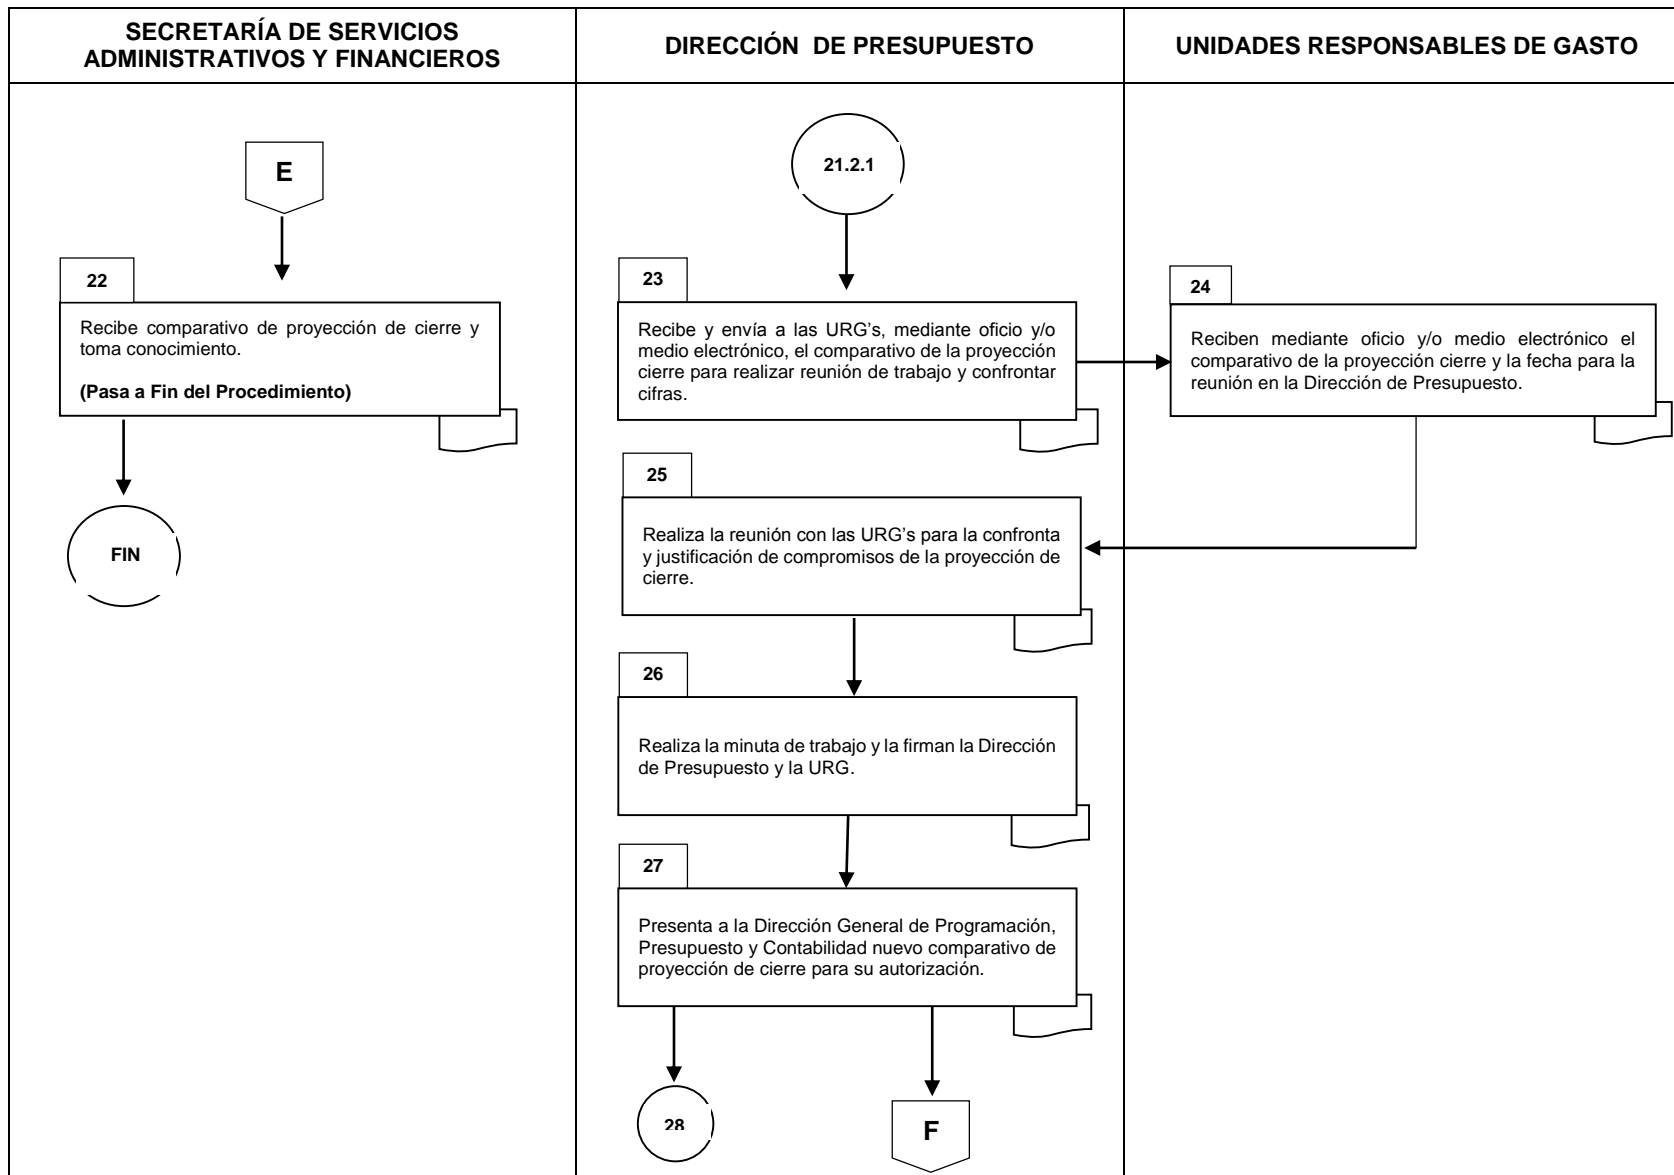 SECRETARÍA DE SERVICIOS
ADMINISTRATIVOS Y FINANCIEROS
DIRECCIÓN DE PRESUPUESTO
UNIDADES RESPONSABLES DE GASTO
E
22
Recibe comparativo de proyección de cierre y
toma conocimiento.
(Pasa a Fin del Procedimiento)
FIN
21.2.1
23
Recibe y envía a las URG's, mediante oficio y/o
medio electrónico, el comparativo de la proyección
cierre para realizar reunión de trabajo y confrontar
cifras.
24
Reciben mediante oficio y/o medio electrónico el
comparativo de la proyección cierre y la fecha para la
reunión en la Dirección de Presupuesto.
25
Realiza la reunión con las URG's para la confronta
y justificación de compromisos de la proyección de
cierre.
26
Realiza la minuta de trabajo y la firman la Dirección
de Presupuesto y la URG.
27
Presenta a la Dirección General de Programación,
Presupuesto y Contabilidad nuevo comparativo de
proyección de cierre para su autorización.
28
F